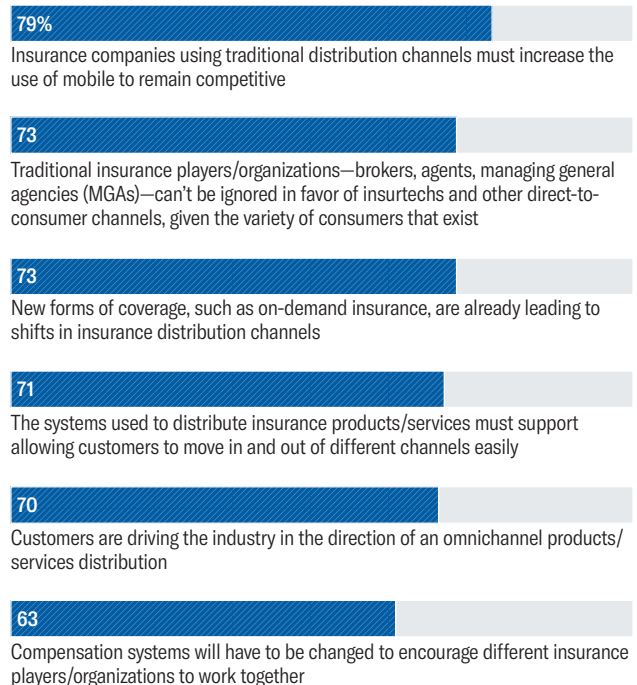 79%
Insurance companies using traditional distribution channels must increase the
use of mobile to remain competitive
73
Traditional insurance players/organizations—brokers, agents, managing general
agencies (MGAs)—can’t be ignored in favor of insurtechs and other direct-to-
consumer channels, given the variety of consumers that exist
73
New forms of coverage, such as on-demand insurance, are already leading to
shifts in insurance distribution channels
71
The systems used to distribute insurance products/services must support
allowing customers to move in and out of different channels easily
70
Customers are driving the industry in the direction of an omnichannel products/
services distribution
63
Compensation systems will have to be changed to encourage different insurance
players/organizations to work together